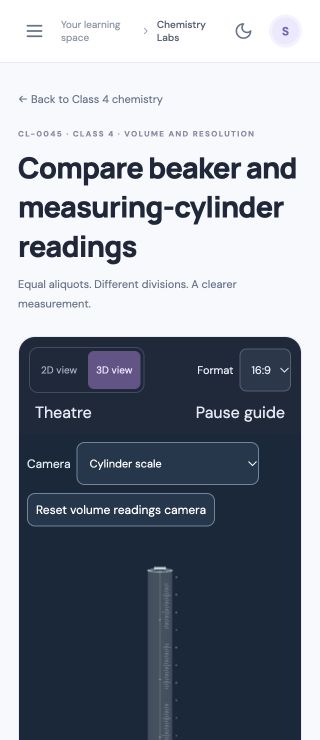 Your learning space
Chemistry Labs
S
← Back to Class 4 chemistry
CL-0045 · CLASS 4 · VOLUME AND RESOLUTION
Compare beaker and
measuring-cylinder
readings
Equal aliquots. Different divisions. A clearer
measurement.
2D view
3D view
Format
16:9
Theatre
Pause guide
Camera
Cylinder scale
Reset volume readings camera